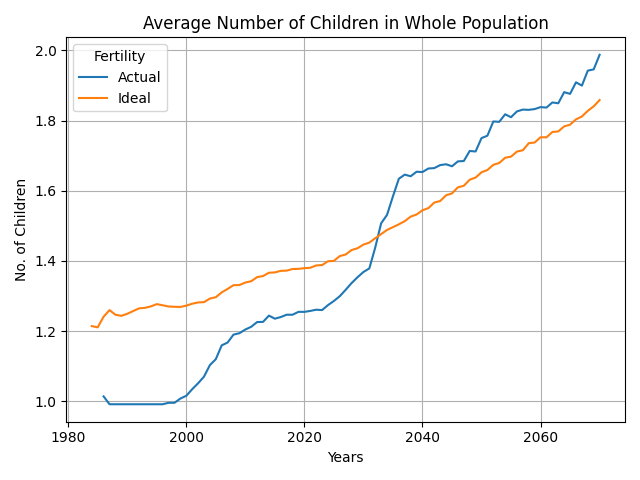 Average Number of Children in Whole Population
Fertility
Actual
Ideal
No. of Children
2.0
1.8
1.6
1.4
1.2
1.0
1980 2000 2020 2040 2060
Years